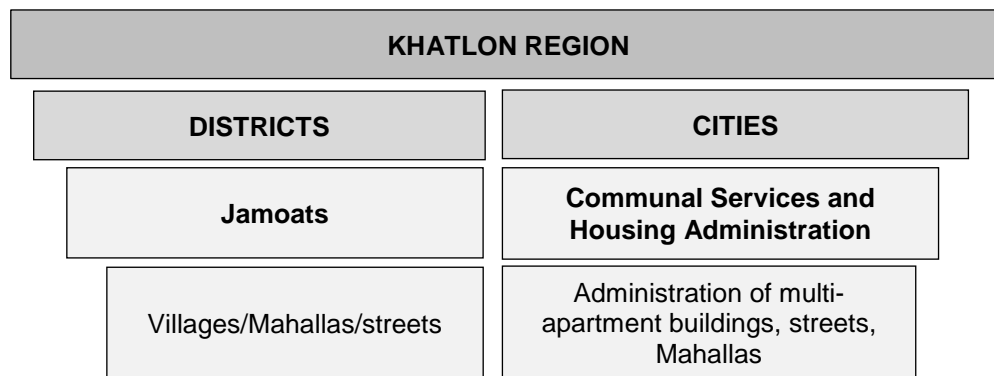 KHATLON REGION
DISTRICTS
CITIES
Jamoats
Communal Services and
Housing Administration
Villages/Mahallas/streets
Administration of multi-
apartment buildings, streets,
Mahallas